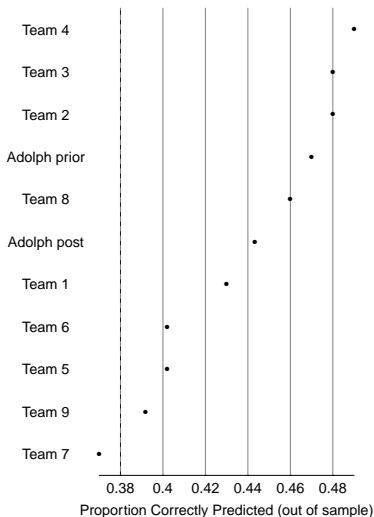 Team 4
Team 3
Team 2
Adolph prior
Team 8
Adolph post
Team 1
Team 6
Team 5
Team 9
Team 7
0.38 0.4 0.42 0.44 0.46 0.48
Proportion Correctly Predicted (out of sample)